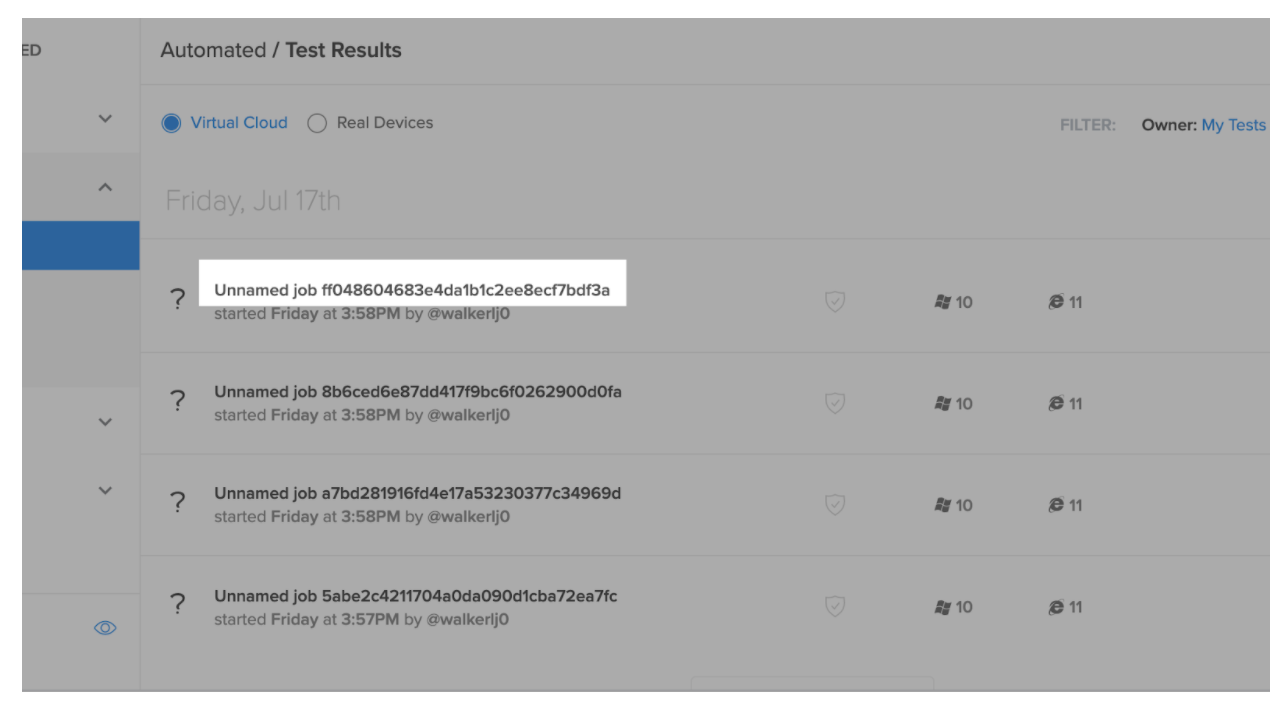 ED
Automated / Test Results
Virtual Cloud Real Devices
FILTER: Owner: My Tests
Friday, Jul 17th
? Unnamed job ff048604683e4da1b1c2ee8ecf7bdf3a
started Friday at 3:58PM by @walkerlj0
10 11
? Unnamed job 8b6ced6e87dd417f9bc6f0262900d0fa
started Friday at 3:58PM by @walkerlj0
10 11
? Unnamed job a7bd281916fd4e17a53230377c34969d
started Friday at 3:58PM by @walkerlj0
10 11
? Unnamed job 5abe2c4211704a0da090d1cba72ea7fc
started Friday at 3:57PM by @walkerlj0
10 11